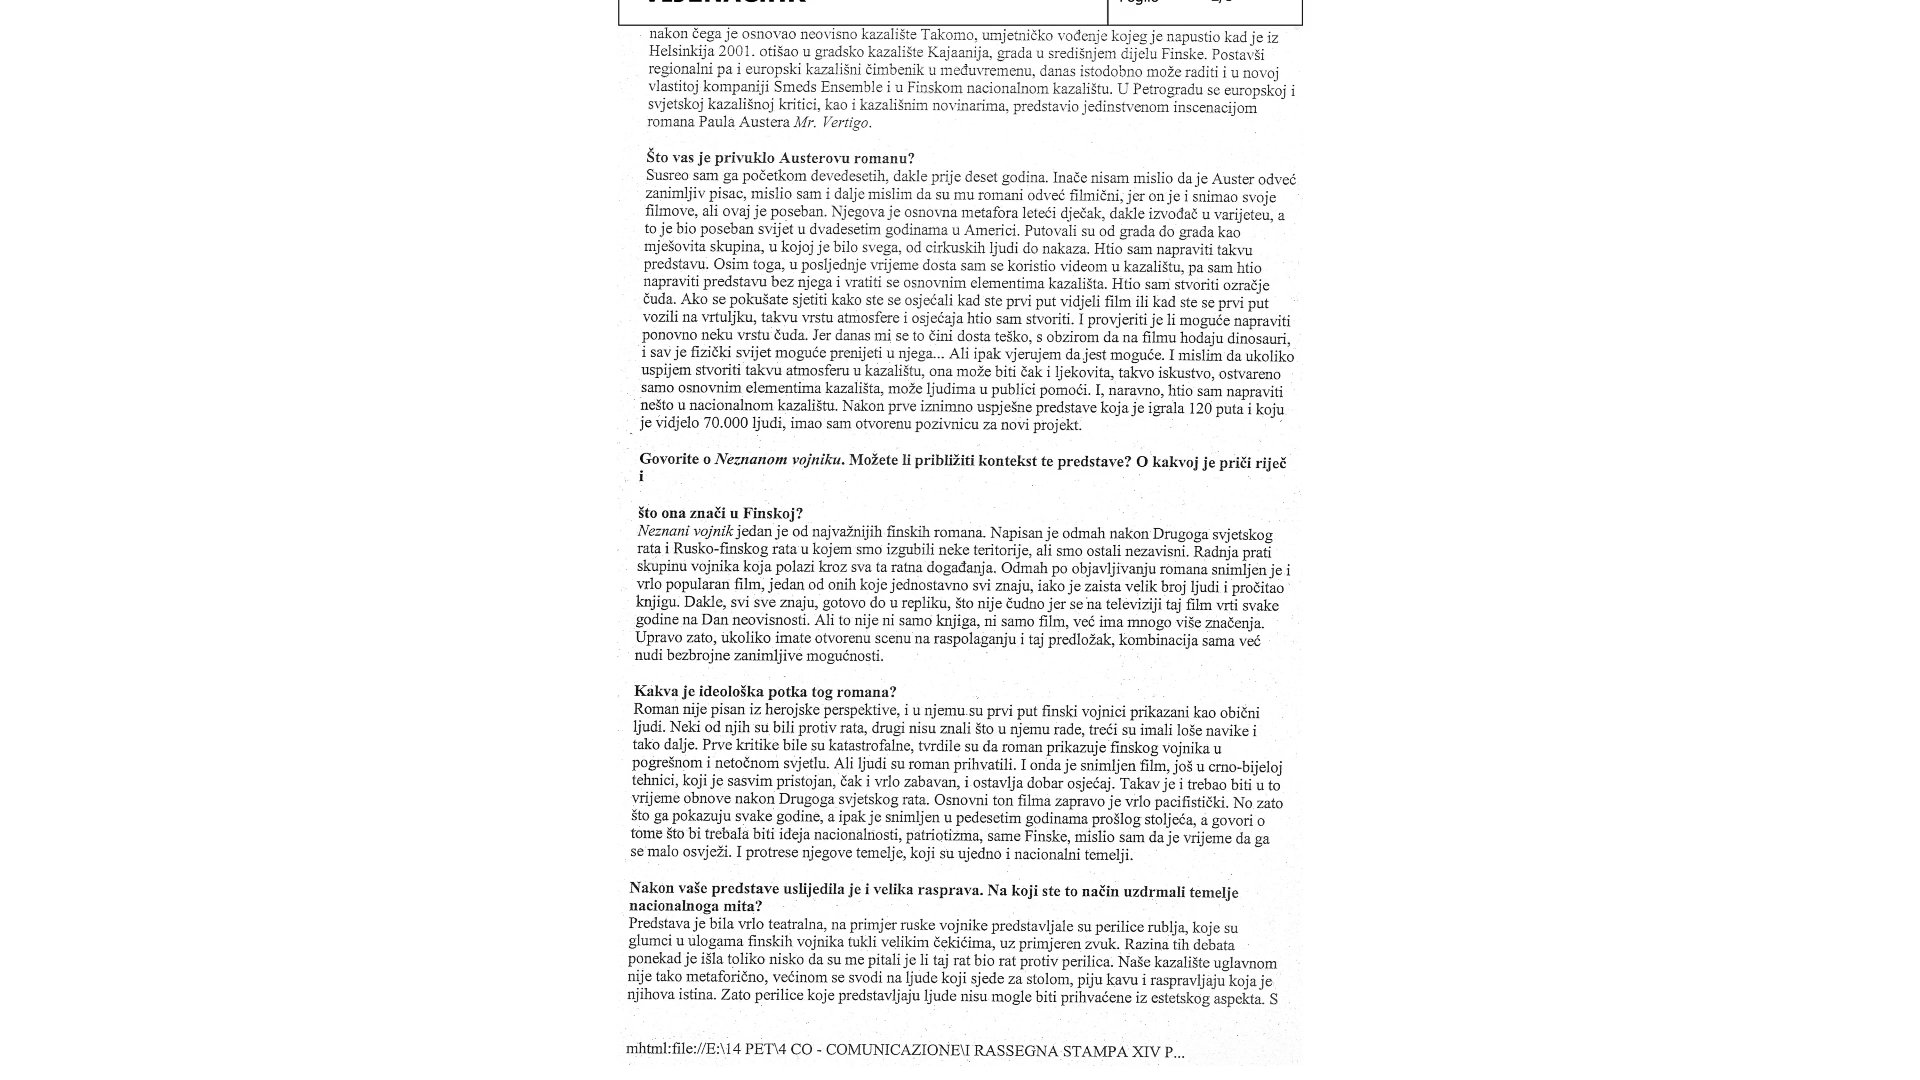 nakon čega je osnovao neovisno kazalište Takomo, umjetničko vođenje kojeg je napustio kad je iz
Helsinkija 2001. otišao u gradsko kazalište Kajaanija, grada u središnjem dijelu Finske. Postavši
regionalni pa i europski kazališni čimbenik u međuvremenu, danas istodobno može raditi i u novoj
vlastitoj kompaniji Smeds Ensemble i u Finskom nacionalnom kazalištu. U Petrogradu se europskoj i
svjetskoj kazališnoj kritici, kao i kazališnim novinarima, predstavio jedinstvenom inscenacijom
romana Paula Austera Mr. Vertigo.
Što vas je privuklo Austerovu romanu?
Susreo sam ga početkom devedesetih, dakle prije deset godina. Inače nisam mislio da je Auster odveć
zanimljiv pisac, mislio sam i dalje mislim da su mu romani odveć filmični, jer on je i snimao svoje
filmove, ali ovaj je poseban. Njegova je osnovna metafora leteći dječak, dakle izvođač u varijeteu, a
to je bio poseban svijet u dvadesetim godinama u Americi. Putovali su od grada do grada kao
mješovita skupina, u kojoj je bilo svega, od cirkuskih ljudi do nakaza. Htio sam napraviti takvu
predstavu. Osim toga, u posljednje vrijeme dosta sam se koristio videom u kazalištu, pa sam htio
napraviti predstavu bez njega i vratiti se osnovnim elementima kazališta. Htio sam stvoriti ozračje
čuda. Ako se pokušate sjetiti kako ste se osjećali kad ste prvi put vidjeli film ili kad ste se prvi put
vozili na vrtuljku, takvu vrstu atmosfere i osjećaja htio sam stvoriti. I provjeriti je li moguće napraviti
ponovno neku vrstu čuda. Jer danas mi se to čini dosta teško, s obzirom da na filmu hodaju dinosauri,
i sav je fizički svijet moguće prenijeti u njega... Ali ipak vjerujem da jest moguće. I mislim da ukoliko
uspijem stvoriti takvu atmosferu u kazalištu, ona može biti čak i ljekovita, takvo iskustvo, ostvareno
samo osnovnim elementima kazališta, može ljudima u publici pomoći. I, naravno, htio sam napraviti
nešto u nacionalnom kazalištu. Nakon prve iznimno uspješne predstave koja je igrala 120 puta i koju
je vidjelo 70.000 ljudi, imao sam otvorenu pozivnicu za novi projekt.
Govorite o Neznanom vojniku. Možete li približiti kontekst te predstave? O kakvoj je priči riječ
i
što ona znači u Finskoj?
Neznani vojnik jedan je od najvažnijih finskih romana. Napisan je odmah nakon Drugoga svjetskog
rata i Rusko-finskog rata u kojem smo izgubili neke teritorije, ali smo ostali nezavisni. Radnja prati
skupinu vojnika koja polazi kroz sva ta ratna događanja. Odmah po objavljivanju romana snimljen je i
vrlo popularan film, jedan od onih koje jednostavno svi znaju, iako je zaista velik broj ljudi i pročitao
knjigu. Dakle, svi sve znaju, gotovo do u repliku, što nije čudno jer se na televiziji taj film vrti svake
godine na Dan neovisnosti. Ali to nije ni samo knjiga, ni samo film, već ima mnogo više značenja.
Upravo zato, ukoliko imate otvorenu scenu na raspolaganju i taj predložak, kombinacija sama već
nudi bezbrojne zanimljive mogućnosti.
Kakva je ideološka potka tog romana?
Roman nije pisan iz herojske perspektive, i u njemu su prvi put finski vojnici prikazani kao obični
ljudi. Neki od njih su bili protiv rata, drugi nisu znali što u njemu rade, treći su imali loše navike i
tako dalje. Prve kritike bile su katastrofalne, tvrdile su da roman prikazuje finskog vojnika u
pogrešnom i netočnom svjetlu. Ali ljudi su roman prihvatili. I onda je snimljen film, još u crno-bijeloj
tehnici, koji je sasvim pristojan, čak i vrlo zabavan, i ostavlja dobar osjećaj. Takav je i trebao biti u to
vrijeme obnove nakon Drugoga svjetskog rata. Osnovni ton filma zapravo je vrlo pacifistički. No zato
što ga pokazuju svake godine, a ipak je snimljen u pedesetim godinama prošlog stoljeća, a govori o
tome što bi trebala biti ideja nacionalnosti, patriotizma, same Finske, mislio sam da je vrijeme da ga
se malo osvježi. I protrese njegove temelje, koji su ujedno i nacionalni temelji.
Nakon vaše predstave uslijedila je i velika rasprava. Na koji ste to način uzdrmali temelje
nacionalnoga mita?
Predstava je bila vrlo teatralna, na primjer ruske vojnike predstavljale su perilice rublja, koje su
glumci u ulogama finskih vojnika tukli velikim čekićima, uz primjeren zvuk. Razina tih debata
ponekad je išla toliko nisko da su me pitali je li taj rat bio rat protiv perilica. Naše kazalište uglavnom
nije tako metaforično, većinom se svodi na ljude koji sjede za stolom, piju kavu i raspravljaju koja je
njihova istina. Zato perilice koje predstavljaju ljude nisu mogle biti prihvaćene iz estetskog aspekta. S
mhtml:file://E:\14 PET\4 CO - COMUNICAZIONE\I RASSEGNA STAMPA XIV P...